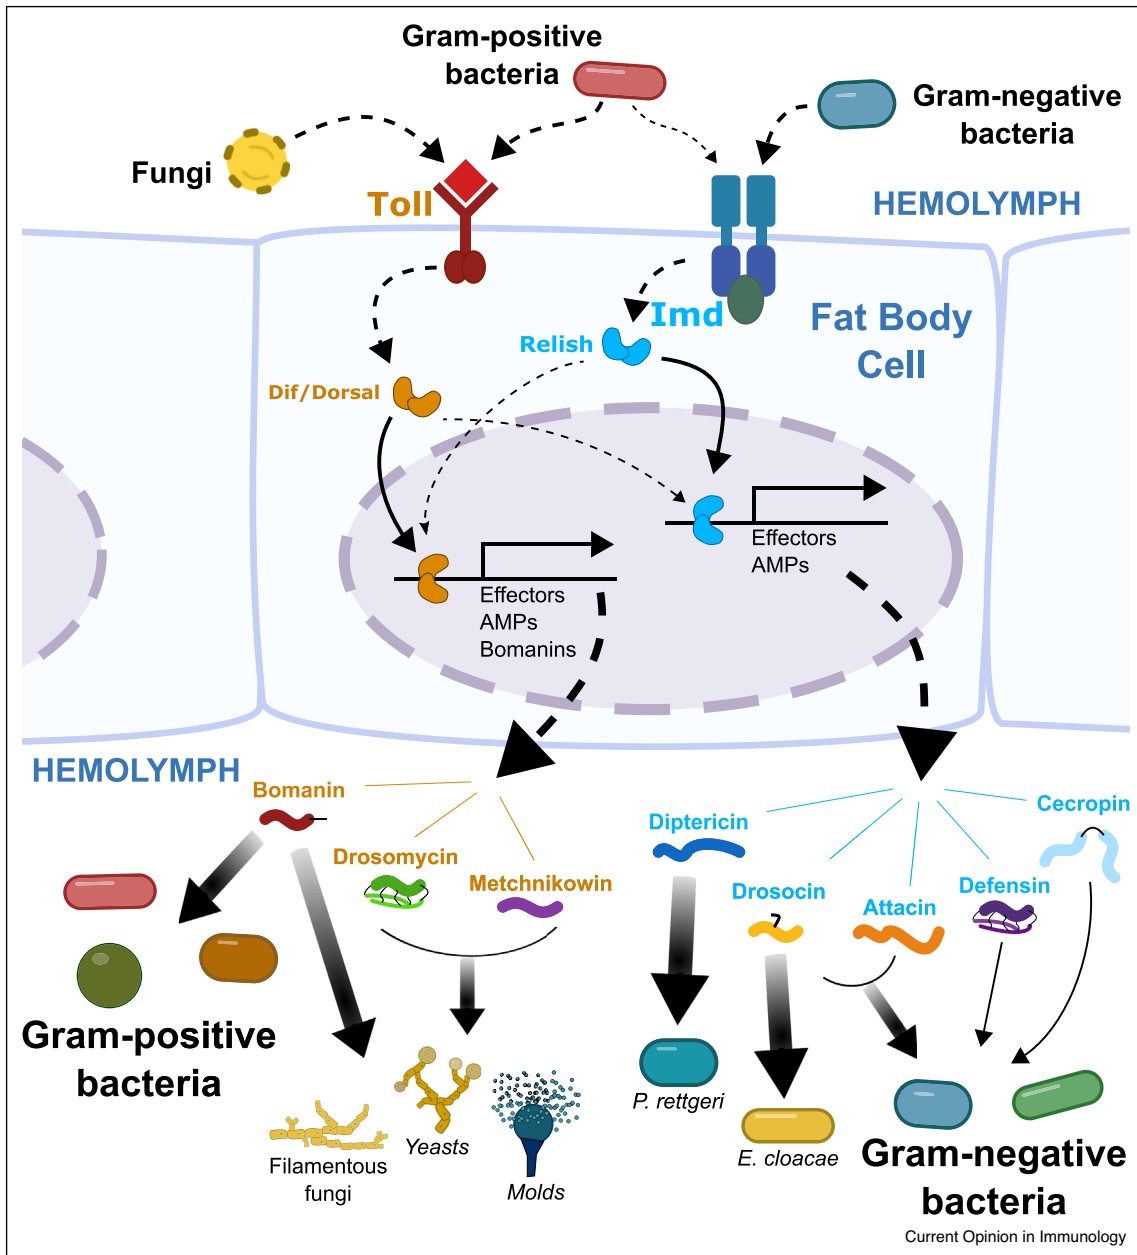 Gram-positive
bacteria
Gram-negative
bacteria
Fungi
Toll
HEMOLYMPH
Imd
Fat Body
Cell
Relish
Dif/Dorsal
Effectors
AMPs
Effectors
AMPs
Bomanins
HEMOLYMPH
Bomanin
Drosomycin
Metchnikowin
Diptericin
Drosocin
Attacin
Defensin
Cecropin
Gram-positive
bacteria
Filamentous
fungi
Yeasts
Molds
P. rettgeri
E. cloacae
Gram-negative
bacteria
Current Opinion in Immunology